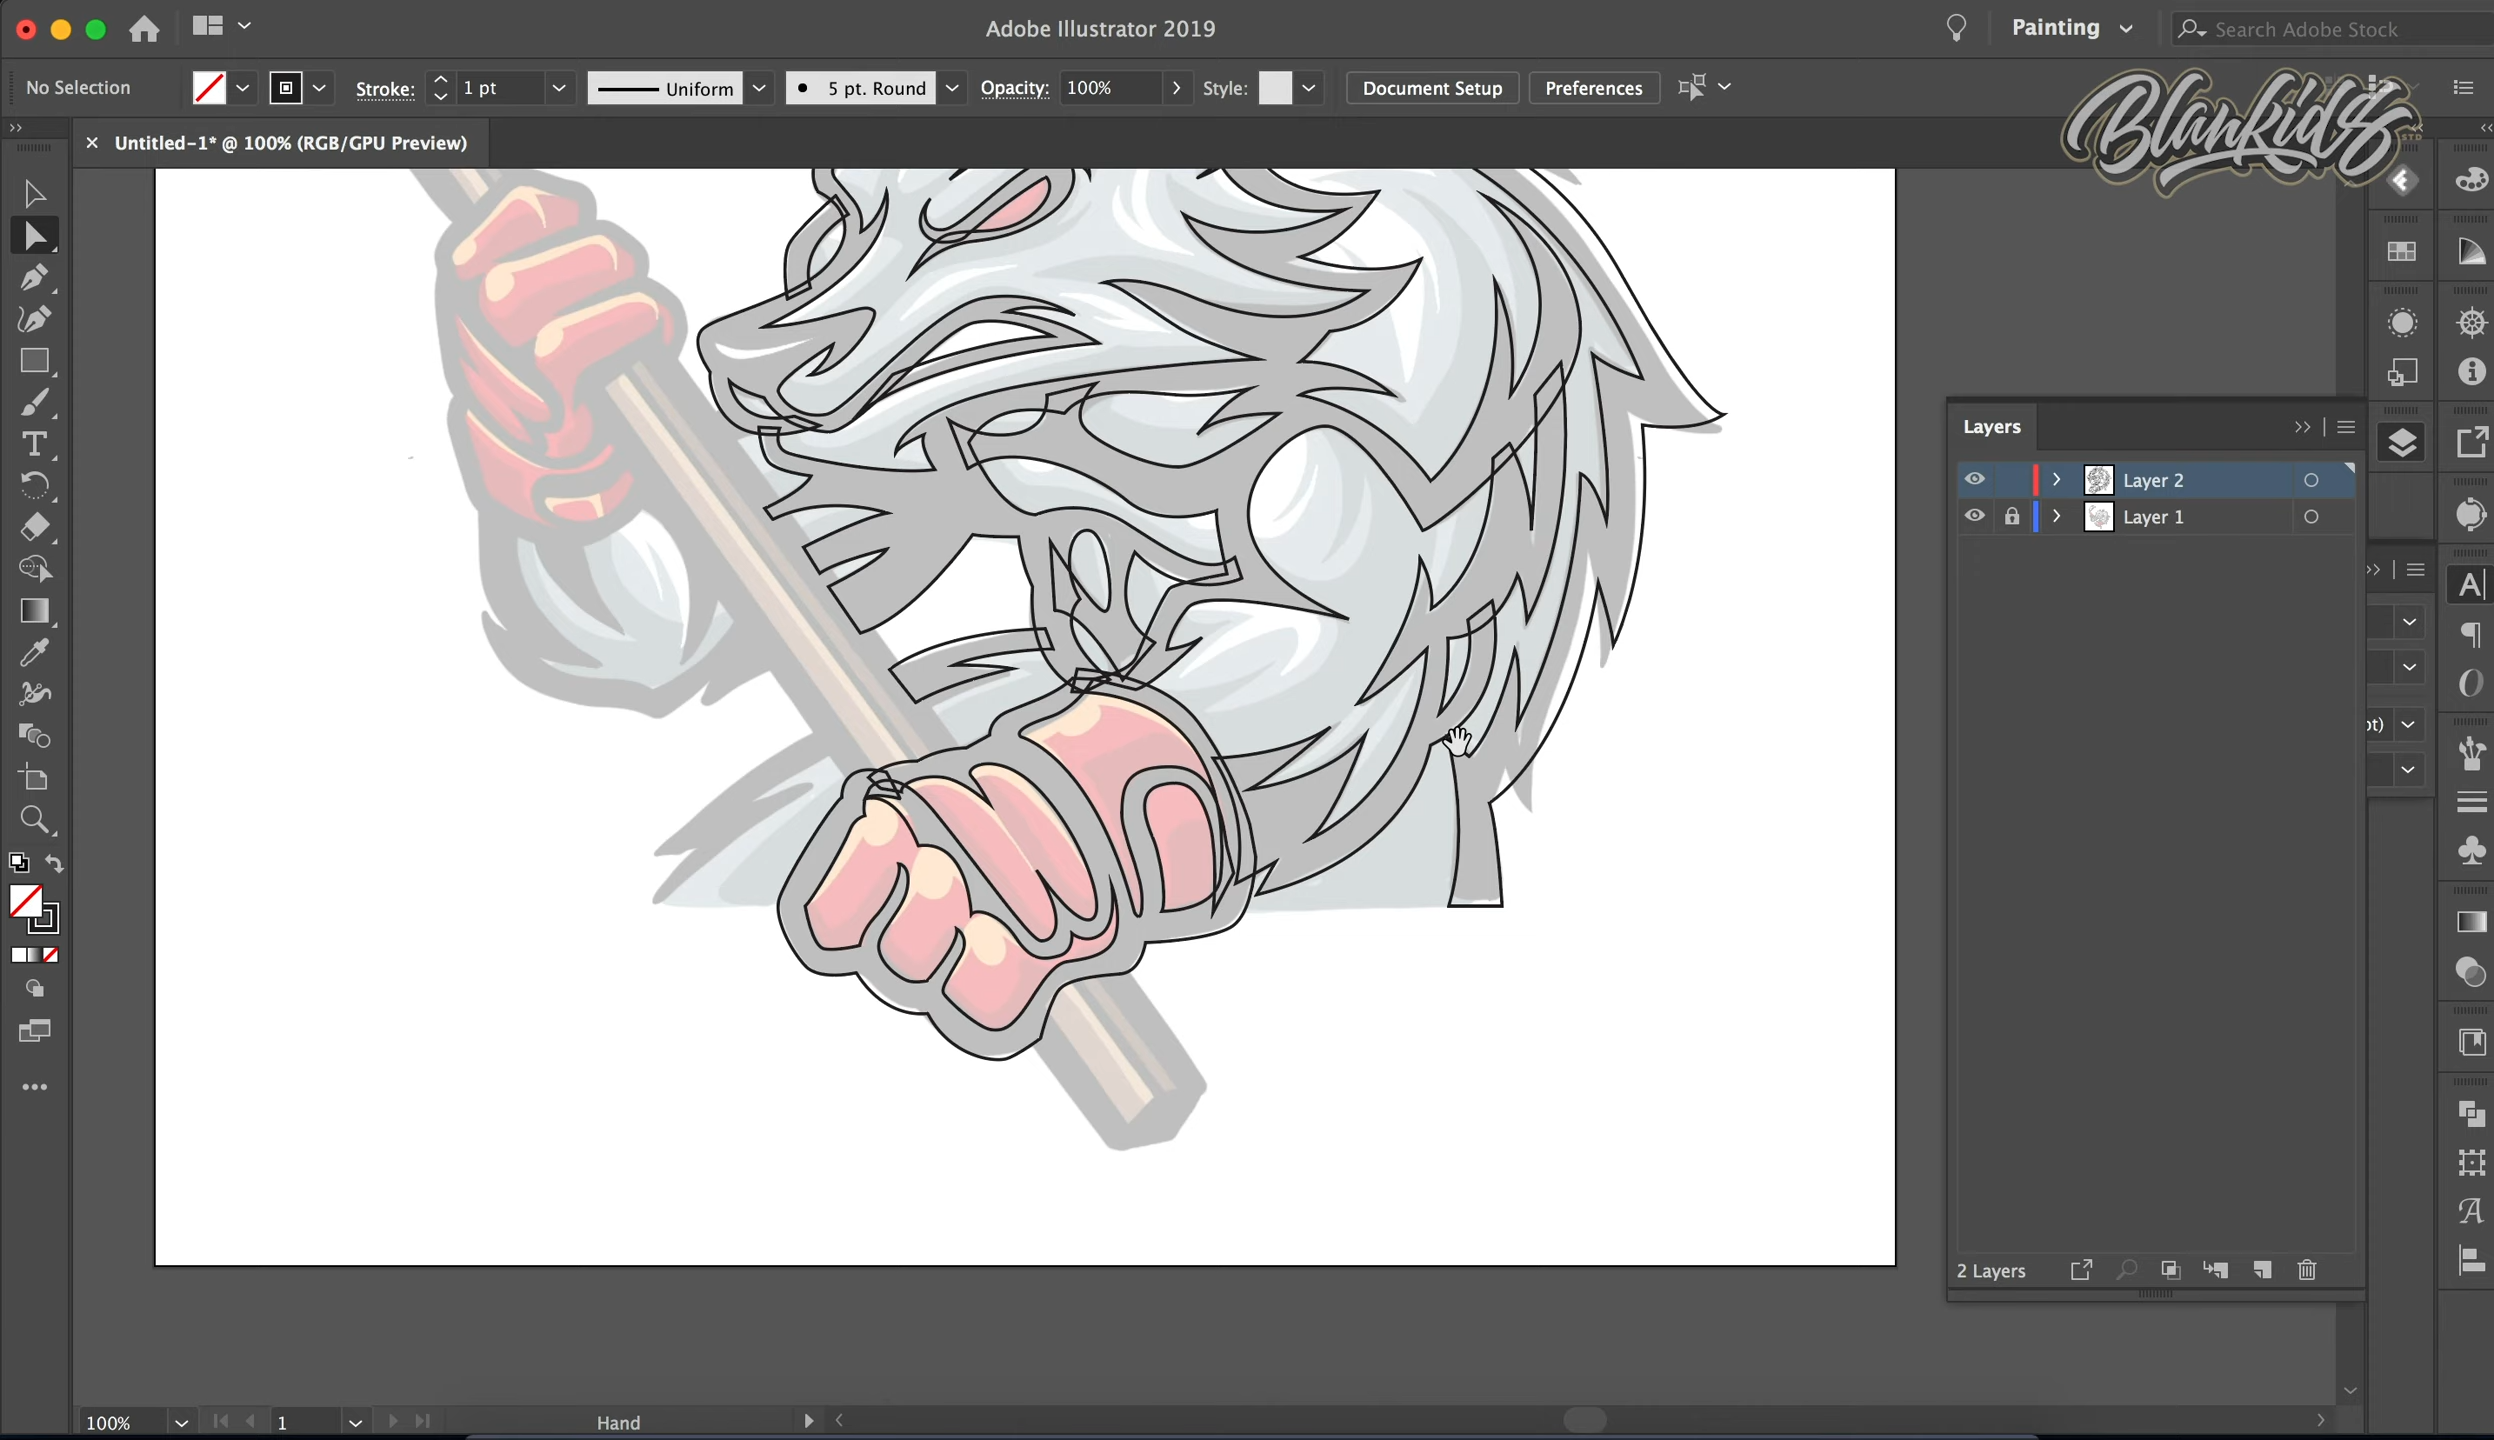 Adobe Illustrator 2019
Painting
Search Adobe Stock
No Selection
Stroke:
1 pt
Uniform
5 pt. Round
Opacity:
100%
Style:
Document Setup
Preferences
Blankids
STD
Untitled-1* @ 100% (RGB/GPU Preview)
Layers
Layer 2
Layer 1
pt)
2 Layers
100%
1
Hand